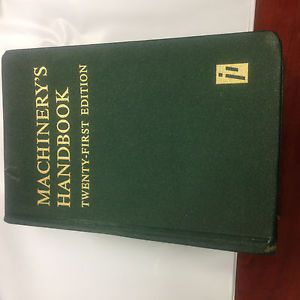 MACHINERY'S
HANDBOOK
TWENTY-FIRST EDITION